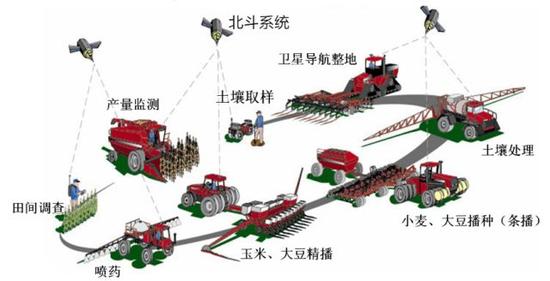 北斗系统
卫星导航整地
产量监测
土壤取样
土壤处理
田间调查
小麦、大豆播种（条播）
玉米、大豆精播
喷药